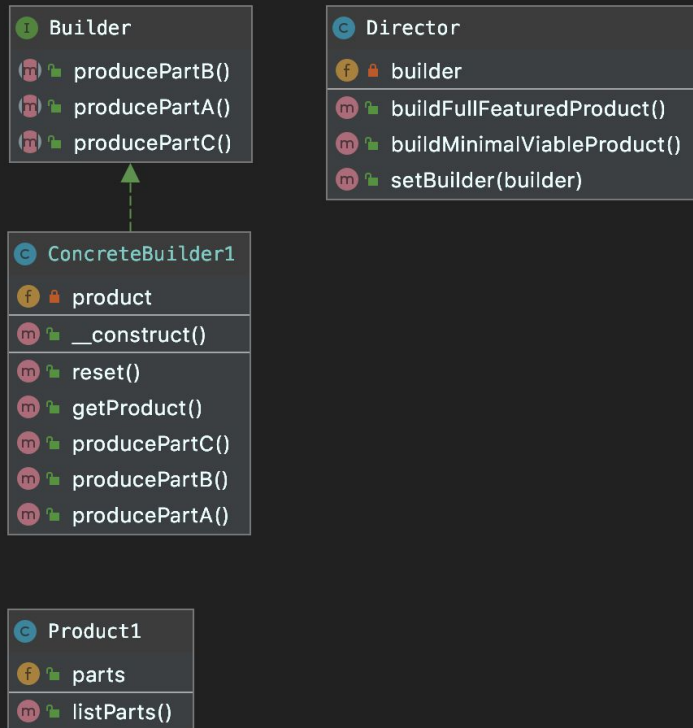 I Builder
m producePartB()
m producePartA()
m producePartC()
C Director
f builder
m buildFullFeaturedProduct()
m buildMinimalViableProduct()
m setBuilder(builder)
C ConcreteBuilder1
f product
m __construct()
m reset()
m getProduct()
m producePartC()
m producePartB()
m producePartA()
C Product1
f parts
m listParts()